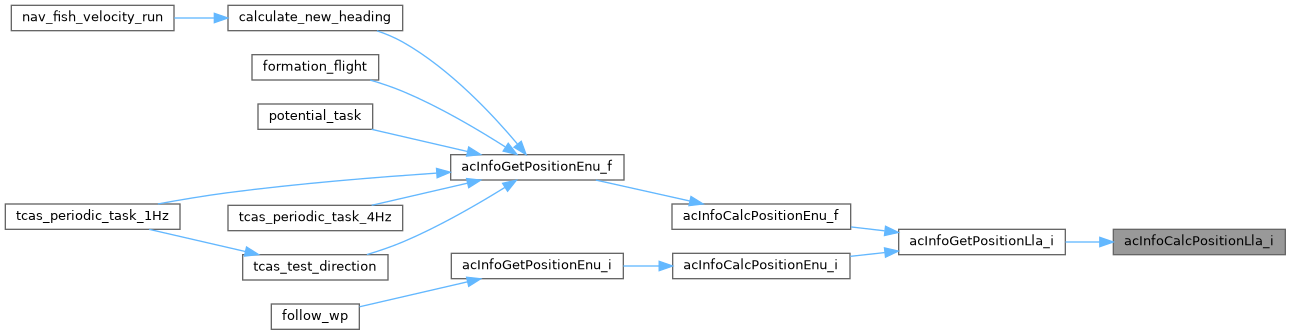 nav_fish_velocity_run
calculate_new_heading
formation_flight
potential_task
acInfoGetPositionEnu_f
tcas_periodic_task_1Hz
tcas_periodic_task_4Hz
acInfoCalcPositionEnu_f
acInfoGetPositionLla_i
acInfoCalcPositionLla_i
tcas_test_direction
acInfoGetPositionEnu_i
acInfoCalcPositionEnu_i
follow_wp